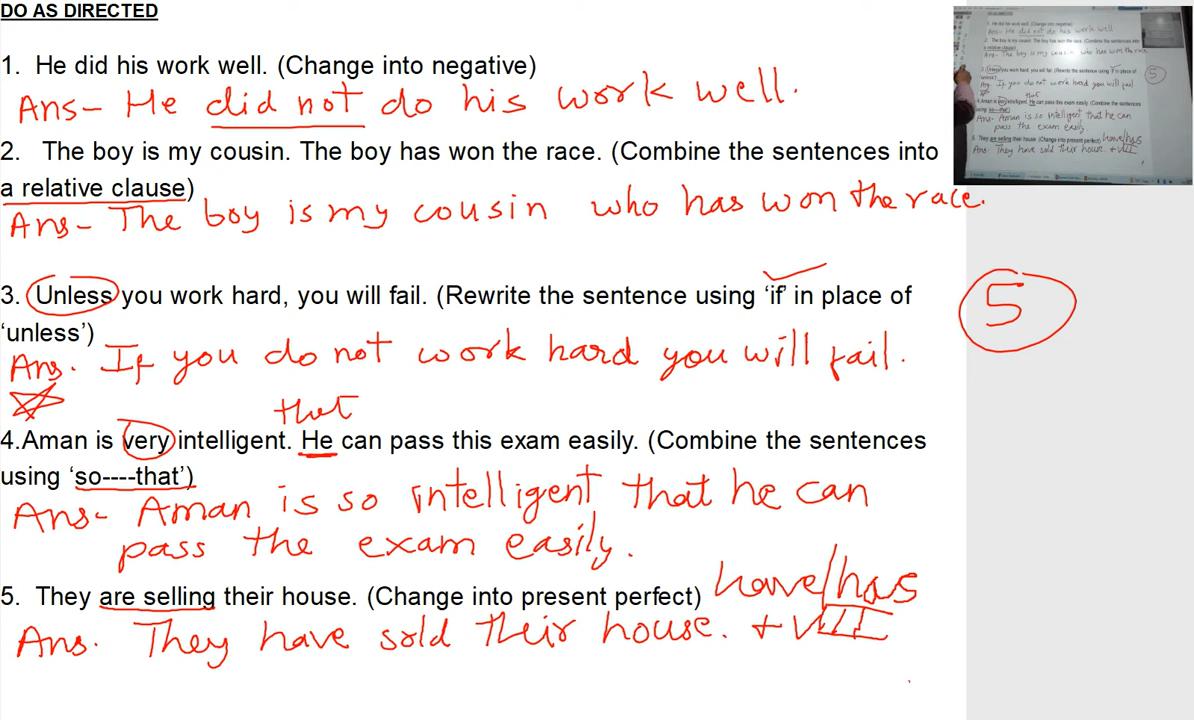 DO AS DIRECTED
1. He did his work well. (Change into negative)
Ans- He did not do his work well.
2. The boy is my cousin. The boy has won the race. (Combine the sentences into
a relative clause)
Ans- The boy is my cousin who has won the race.
3. Unless you work hard, you will fail. (Rewrite the sentence using ‘if’ in place of
‘unless’)
5
Ans. If you do not work hard you will fail.
that
4.Aman is very intelligent. He can pass this exam easily. (Combine the sentences
using ‘so----that’)
Ans- Aman is so intelligent that he can
pass the exam easily.
5. They are selling their house. (Change into present perfect) have/has
Ans. They have sold their house. + VIII